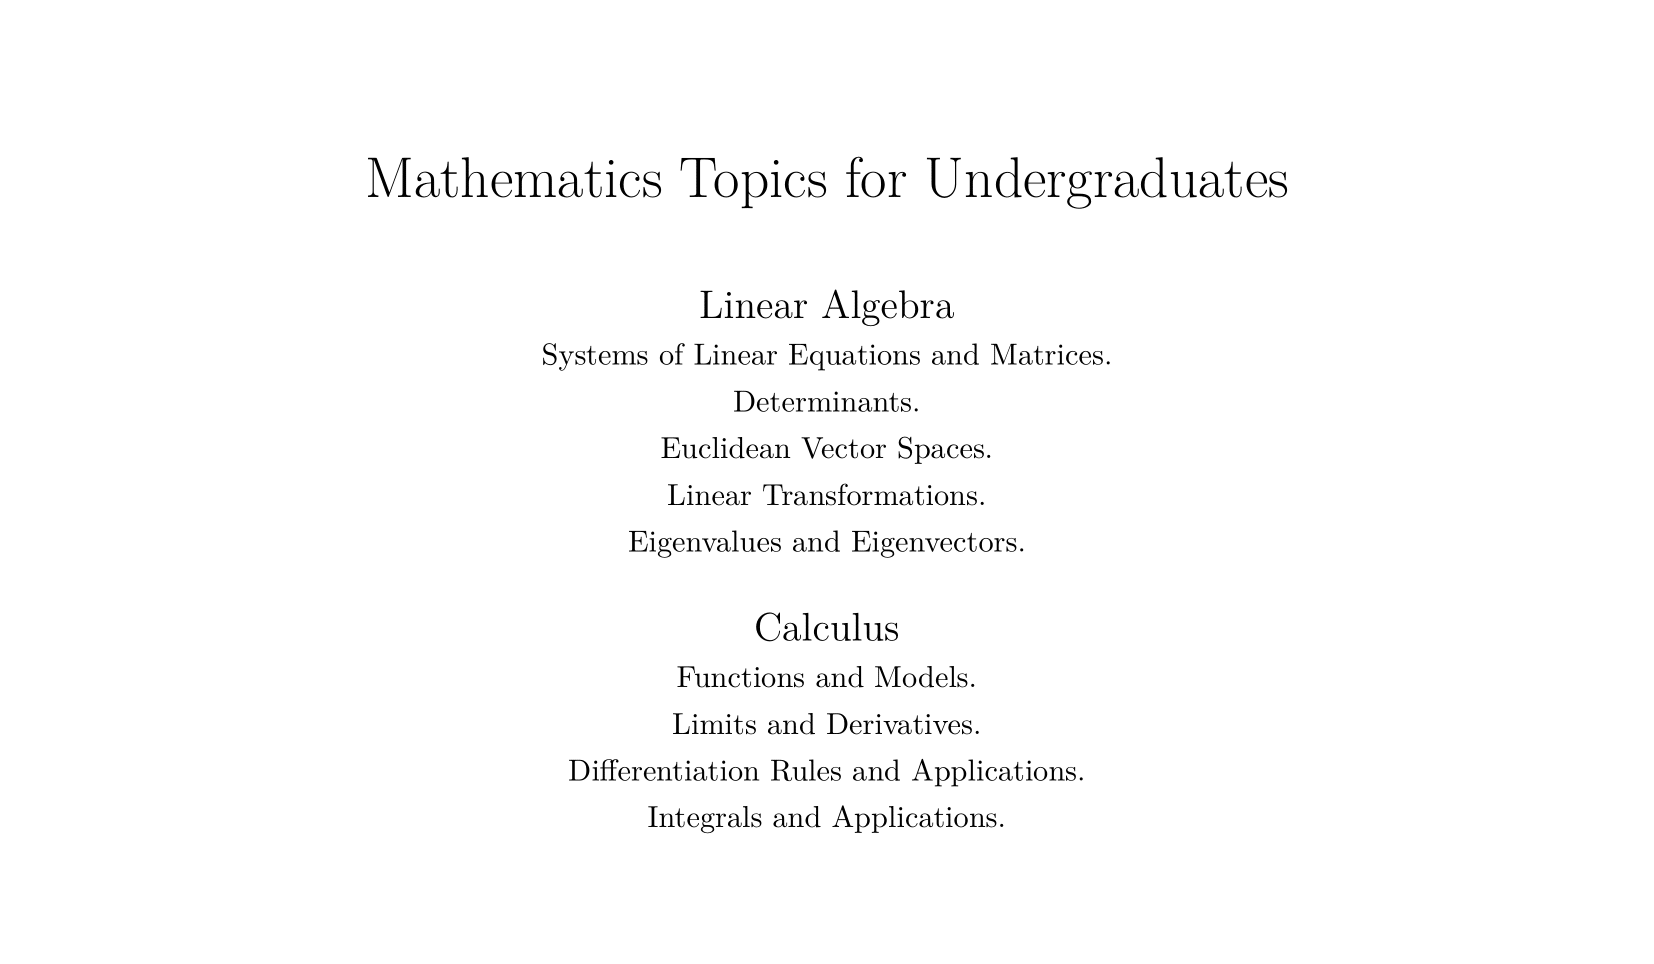 Mathematics Topics for Undergraduates
Linear Algebra
Systems of Linear Equations and Matrices.
Determinants.
Euclidean Vector Spaces.
Linear Transformations.
Eigenvalues and Eigenvectors.
Calculus
Functions and Models.
Limits and Derivatives.
Differentiation Rules and Applications.
Integrals and Applications.